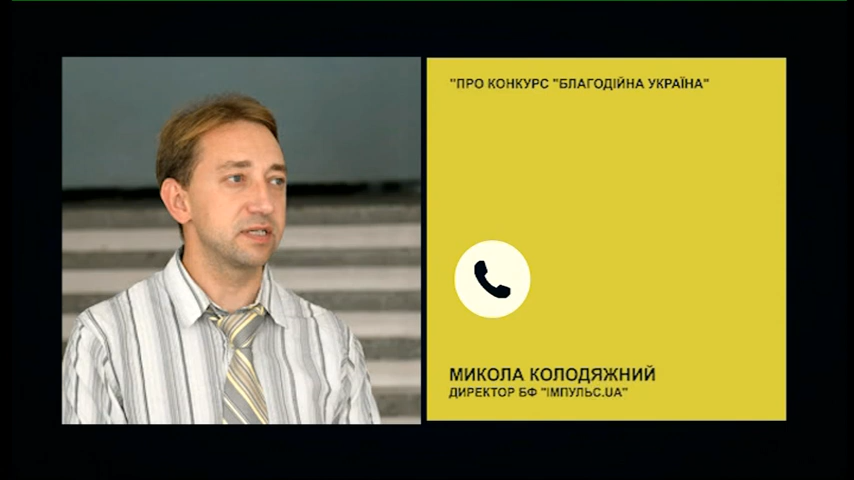 "ПРО КОНКУРС "БЛАГОДІЙНА УКРАЇНА"
МИКОЛА КОЛОДЯЖНИЙ
ДИРЕКТОР БФ "ІМПУЛЬС.UA"